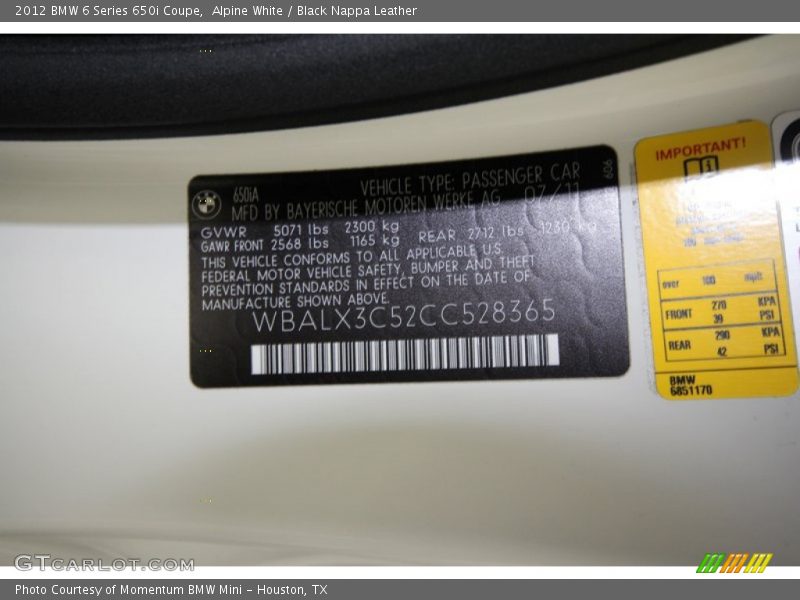 2012 BMW 6 Series 650i Coupe, Alpine White / Black Nappa Leather
650iA
VEHICLE TYPE: PASSENGER CAR
MFD BY BAYERISCHE MOTOREN WERKE AG 07/11
606
GVWR 5071 lbs 2300 kg
GAWR FRONT 2568 lbs 1165 kg REAR 2712 lbs 1230 kg
THIS VEHICLE CONFORMS TO ALL APPLICABLE U.S.
FEDERAL MOTOR VEHICLE SAFETY, BUMPER AND THEFT
PREVENTION STANDARDS IN EFFECT ON THE DATE OF
MANUFACTURE SHOWN ABOVE.
WBALX3C52CC528365
IMPORTANT!
over 100 mph:
FRONT 270 KPA
39 PSI
REAR 290 KPA
42 PSI
BMW
6851170
GTCARLOT.COM
Photo Courtesy of Momentum BMW Mini - Houston, TX